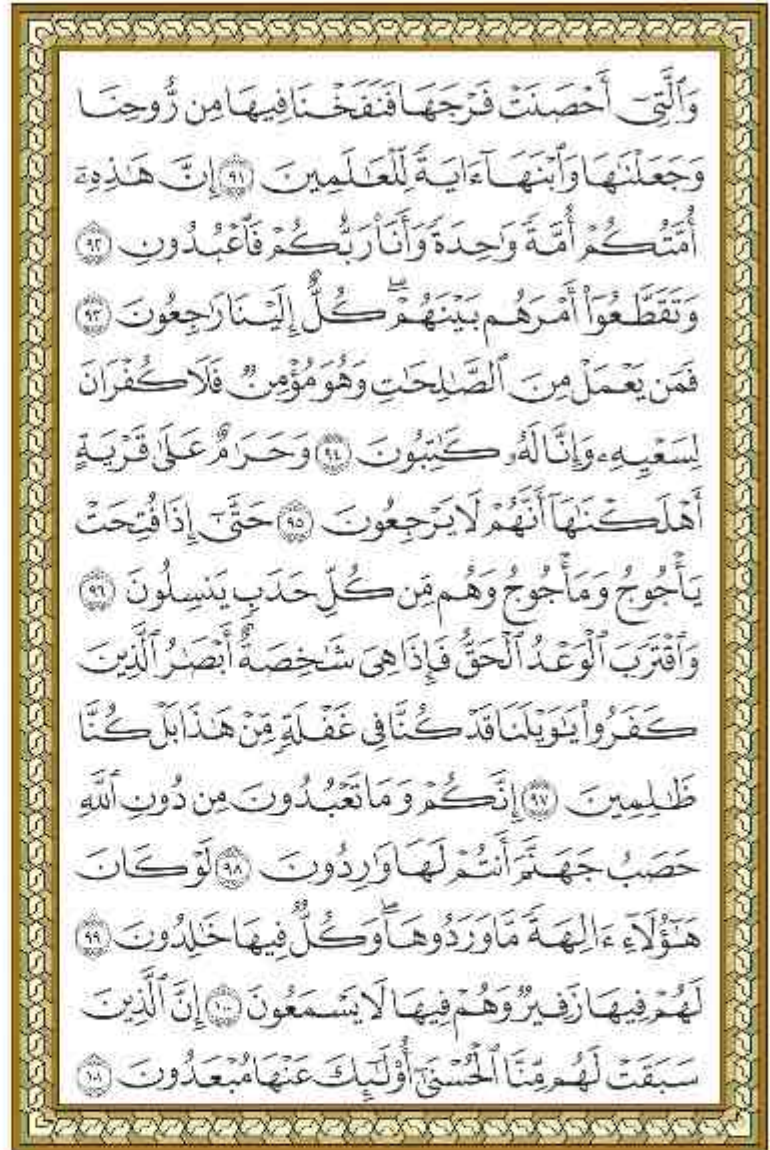 وَٱلَّتِىٓ أَحْصَنَتْ فَرْجَهَا فَنَفَخْنَا فِيهَا مِن رُّوحِنَا
وَجَعَلْنَٰهَا وَٱبْنَهَآ ءَايَةً لِّلْعَٰلَمِينَ ٩١ إِنَّ هَٰذِهِۦٓ
أُمَّتُكُمْ أُمَّةً وَٰحِدَةً وَأَنَا۠ رَبُّكُمْ فَٱعْبُدُونِ ٩٢
وَتَقَطَّعُوٓا۟ أَمْرَهُم بَيْنَهُمْ ۖ كُلٌّ إِلَيْنَا رَٰجِعُونَ ٩٣
فَمَن يَعْمَلْ مِنَ ٱلصَّٰلِحَٰتِ وَهُوَ مُؤْمِنٌ فَلَا كُفْرَانَ
لِسَعْيِهِۦ وَإِنَّا لَهُۥ كَٰتِبُونَ ٩٤ وَحَرَٰمٌ عَلَىٰ قَرْيَةٍ
أَهْلَكْنَٰهَآ أَنَّهُمْ لَا يَرْجِعُونَ ٩٥ حَتَّىٰٓ إِذَا فُتِحَتْ
يَأْجُوجُ وَمَأْجُوجُ وَهُم مِّن كُلِّ حَدَبٍ يَنسِلُونَ ٩٦
وَٱقْتَرَبَ ٱلْوَعْدُ ٱلْحَقُّ فَإِذَا هِىَ شَٰخِصَةٌ أَبْصَٰرُ ٱلَّذِينَ
كَفَرُوا۟ يَٰوَيْلَنَا قَدْ كُنَّا فِى غَفْلَةٍ مِّنْ هَٰذَا بَلْ كُنَّا
ظَٰلِمِينَ ٩٧ إِنَّكُمْ وَمَا تَعْبُدُونَ مِن دُونِ ٱللَّهِ
حَصَبُ جَهَنَّمَ أَنتُمْ لَهَا وَٰرِدُونَ ٩٨ لَوْ كَانَ
هَٰٓؤُلَآءِ ءَالِهَةً مَّا وَرَدُوهَا ۖ وَكُلٌّ فِيهَا خَٰلِدُونَ ٩٩
لَهُمْ فِيهَا زَفِيرٌ وَهُمْ فِيهَا لَا يَسْمَعُونَ ١٠٠ إِنَّ ٱلَّذِينَ
سَبَقَتْ لَهُم مِّنَّا ٱلْحُسْنَىٰٓ أُو۟لَٰٓئِكَ عَنْهَا مُبْعَدُونَ ١٠١